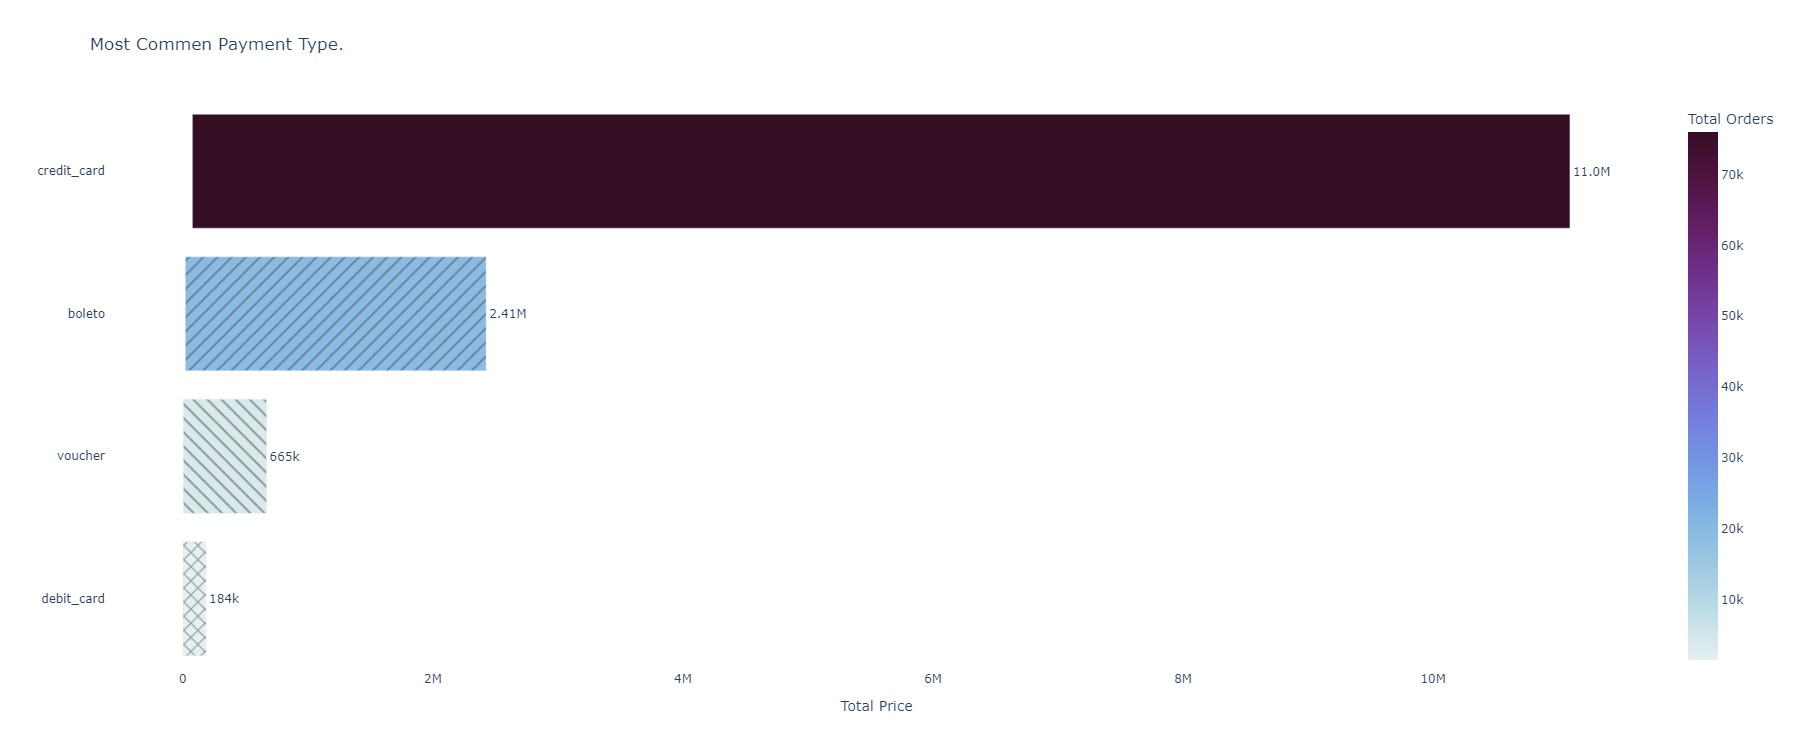 Most Commen Payment Type.
Total Orders
credit_card
11.0M
70k
60k
boleto
2.41M
50k
40k
voucher
665k
30k
20k
debit_card
184k
10k
0
2M
4M
6M
8M
10M
Total Price